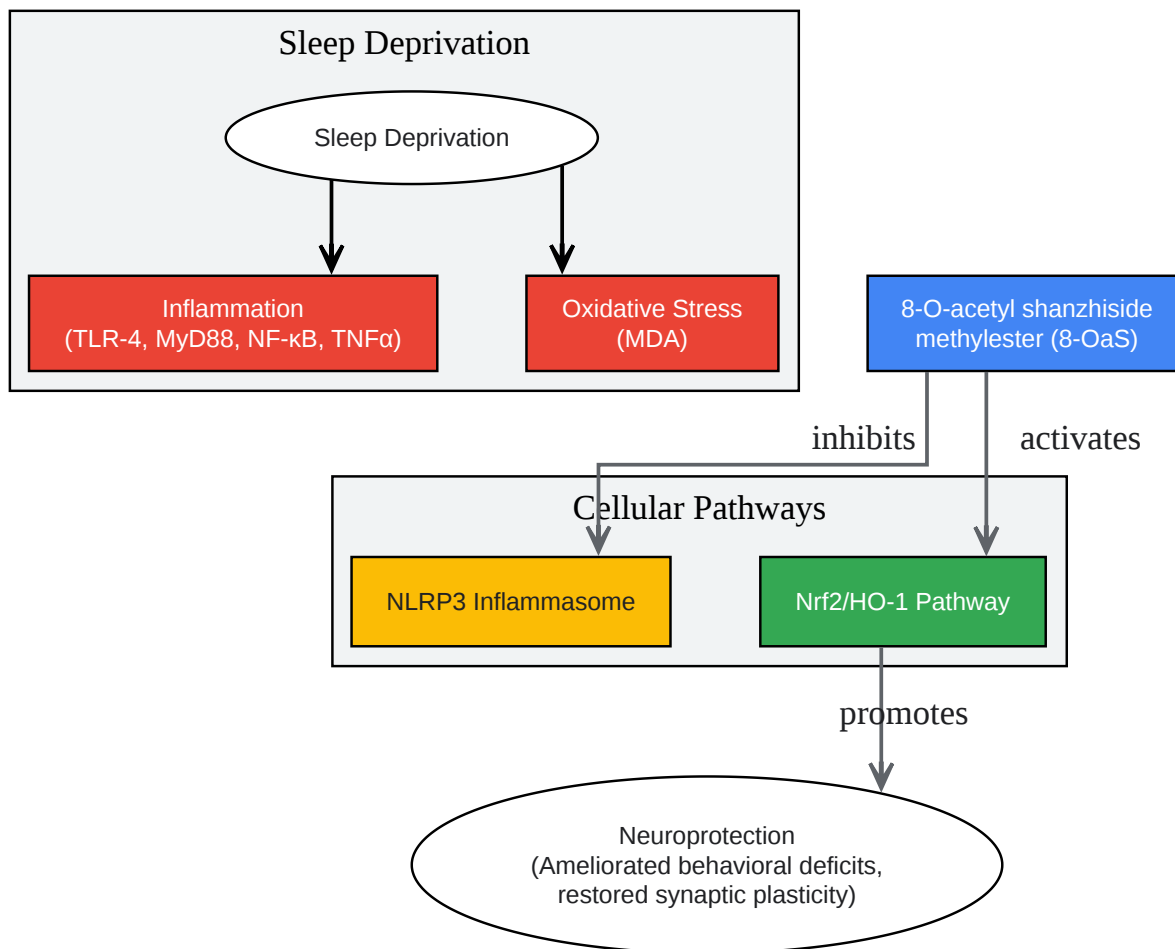 Sleep Deprivation
Sleep Deprivation
Inflammation
(TLR-4, MyD88, NF-κB, TNFα)
Oxidative Stress
(MDA)
8-O-acetyl shanzhiside
methylester (8-OaS)
inhibits
activates
Cellular Pathways
NLRP3 Inflammasome
Nrf2/HO-1 Pathway
promotes
Neuroprotection
(Ameliorated behavioral deficits,
restored synaptic plasticity)